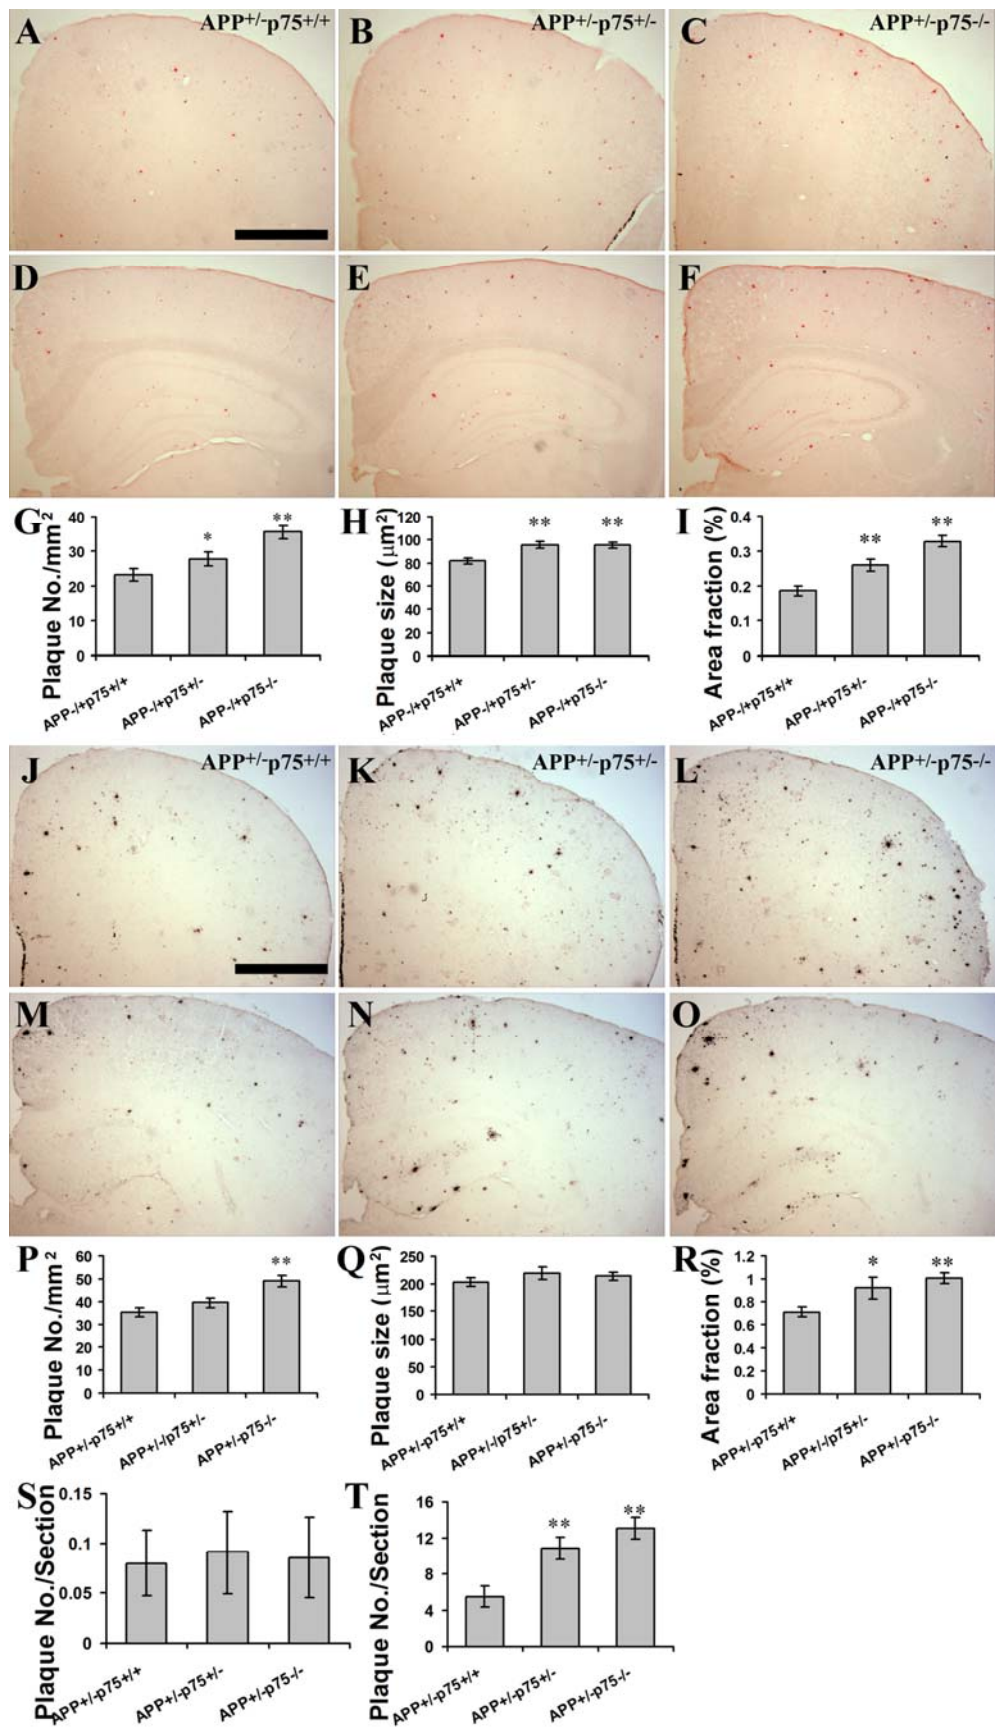 A APP+/-p75+/+
B APP+/-p75+/-
C APP+/-p75-/-
D
E
F
G
Plaque No./mm2
40
30
20
10
0
* **
APP-/+p75+/+ APP-/+p75+/- APP-/+p75-/-
H
Plaque size (μm2)
120
100
80
60
40
20
0
** **
APP-/+p75+/+ APP-/+p75+/- APP-/+p75-/-
I
Area fraction (%)
0.4
0.3
0.2
0.1
0
** **
APP-/+p75+/+ APP-/+p75+/- APP-/+p75-/-
J APP+/-p75+/+
K APP+/-p75+/-
L APP+/-p75-/-
M
N
O
P
Plaque No./mm2
60
50
40
30
20
10
0
**
APP+/-p75+/+ APP+-/p75+/- APP+/-p75-/-
Q
Plaque size (μm2)
250
200
150
100
50
0
APP+/-p75+/+ APP+-/p75+/- APP+/-p75-/-
R
Area fraction (%)
1.2
1
0.8
0.6
0.4
0.2
0
* **
APP+/-p75+/+ APP+-/p75+/- APP+/-p75-/-
S
Plaque No./Section
0.15
0.1
0.05
0
APP+/-p75+/+ APP+/-p75+/- APP+/-p75-/-
T
Plaque No./Section
16
12
8
4
0
** **
APP+/-p75+/+ APP+/-p75+/- APP+/-p75-/-